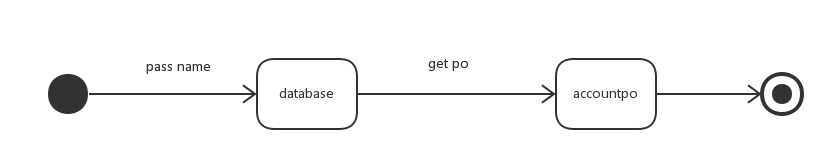 pass name
database
get po
accountpo